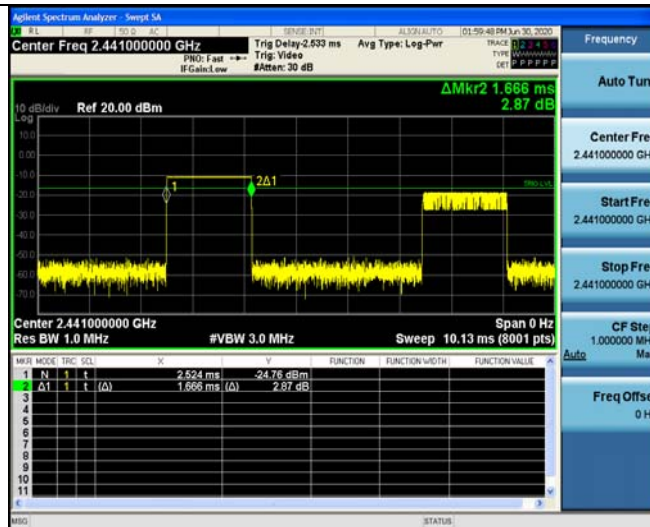 Agilent Spectrum Analyzer - Swept SA
RL RF 50 Ω AC SENSE:INT ALIGN AUTO 01:59:48 PM Jun 30, 2020
Center Freq 2.441000000 GHz
Trig Delay-2.533 ms Avg Type: Log-Pwr
PNO: Fast Trig: Video
IFGain:Low #Atten: 30 dB
TRACE 1 2 3 4 5 6
TYPE
DET P P P P P P
Frequency
ΔMkr2 1.666 ms
2.87 dB
10 dB/div Ref 20.00 dBm
Log
10.0
0.00
-10.0
-20.0
-30.0
-40.0
-50.0
-60.0
-70.0
1
2Δ1
TRIG LVL
Center 2.441000000 GHz Span 0 Hz
Res BW 1.0 MHz #VBW 3.0 MHz Sweep 10.13 ms (8001 pts)
MKR MODE TRC SCL X Y FUNCTION FUNCTION WIDTH FUNCTION VALUE
1 N 1 t 2.524 ms -24.76 dBm
2 Δ1 1 t (Δ) 1.666 ms (Δ) 2.87 dB
3
4
5
6
7
8
9
10
11
MSG STATUS
Auto Tun
Center Fre
2.441000000 GH
Start Fre
2.441000000 GH
Stop Fre
2.441000000 GH
CF Ste
1.000000 MH
Auto Ma
Freq Offse
0 H